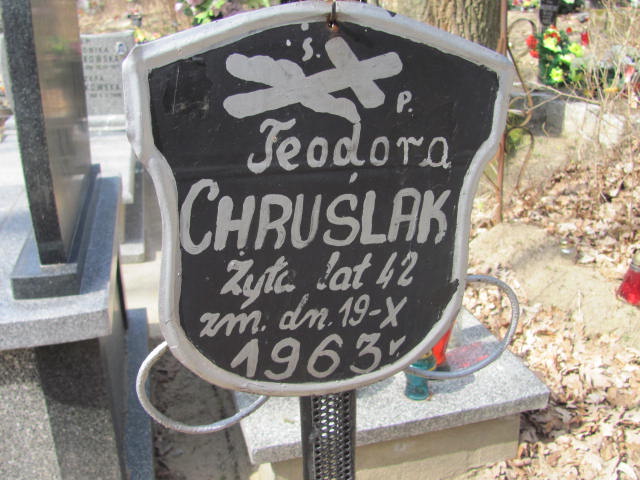 Ś. P.
Teodora
CHRUŚLAK
żyła lat 42
zm. dn. 19-X
1963 r.